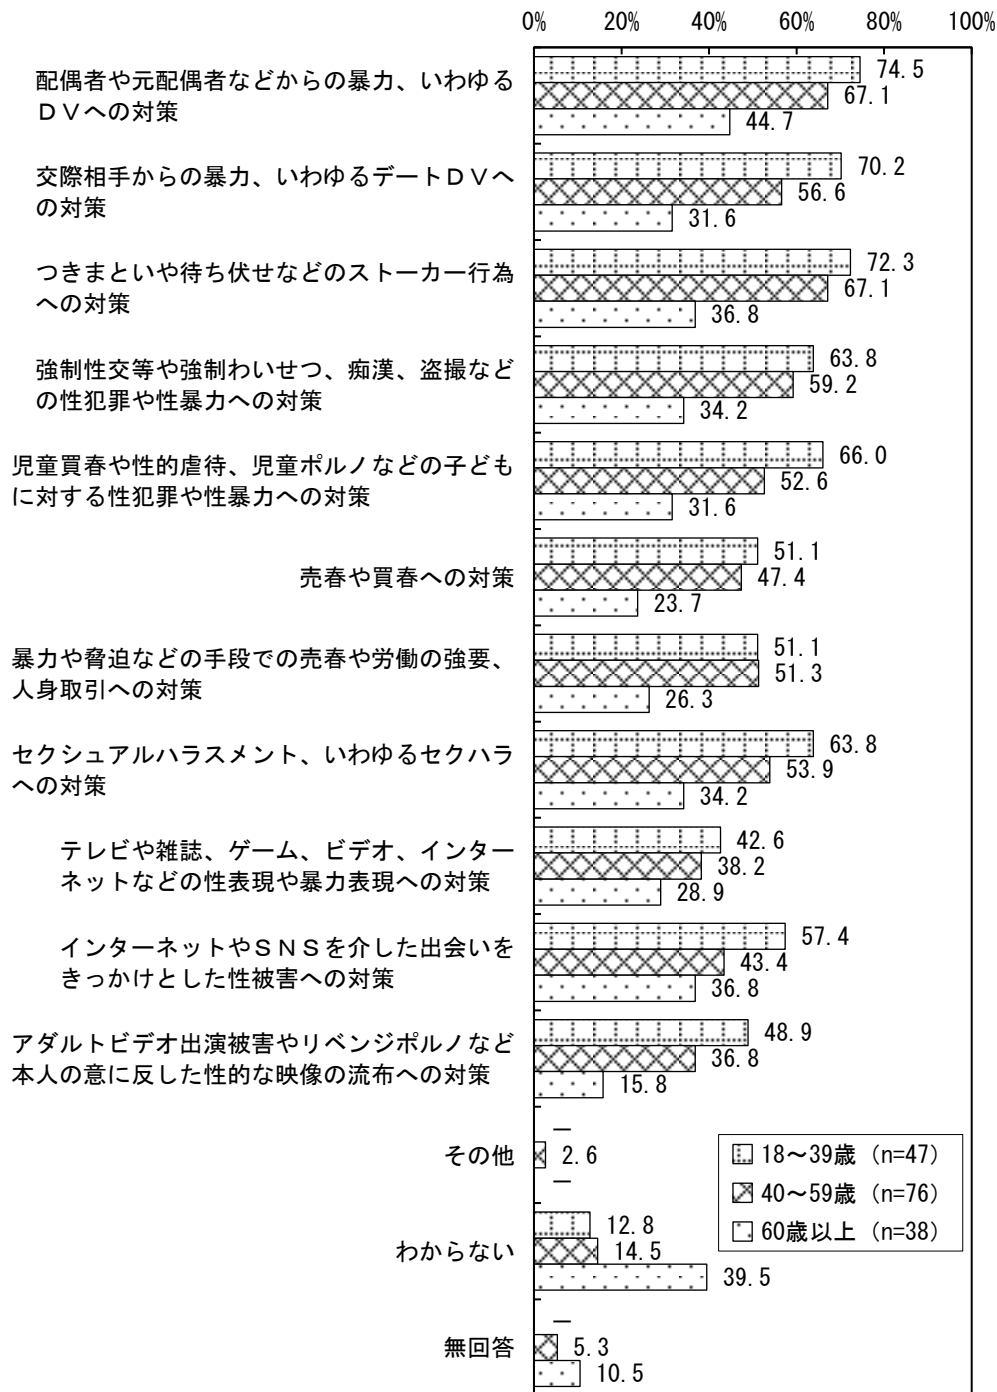 0% 20% 40% 60% 80% 100%
配偶者や元配偶者などからの暴力、いわゆる
ＤＶへの対策
74.5
67.1
44.7
交際相手からの暴力、いわゆるデートＤＶへ
の対策
70.2
56.6
31.6
つきまといや待ち伏せなどのストーカー行為
への対策
72.3
67.1
36.8
強制性交等や強制わいせつ、痴漢、盗撮など
の性犯罪や性暴力への対策
63.8
59.2
34.2
児童買春や性的虐待、児童ポルノなどの子ども
に対する性犯罪や性暴力への対策
66.0
52.6
31.6
売春や買春への対策
51.1
47.4
23.7
暴力や脅迫などの手段での売春や労働の強要、
人身取引への対策
51.1
51.3
26.3
セクシュアルハラスメント、いわゆるセクハラ
への対策
63.8
53.9
34.2
テレビや雑誌、ゲーム、ビデオ、インター
ネットなどの性表現や暴力表現への対策
42.6
38.2
28.9
インターネットやＳＮＳを介した出会いを
きっかけとした性被害への対策
57.4
43.4
36.8
アダルトビデオ出演被害やリベンジポルノなど
本人の意に反した性的な映像の流布への対策
48.9
36.8
15.8
その他
－
2.6
－
わからない
12.8
14.5
39.5
無回答
－
5.3
10.5
18～39歳（n=47）
40～59歳（n=76）
60歳以上（n=38）